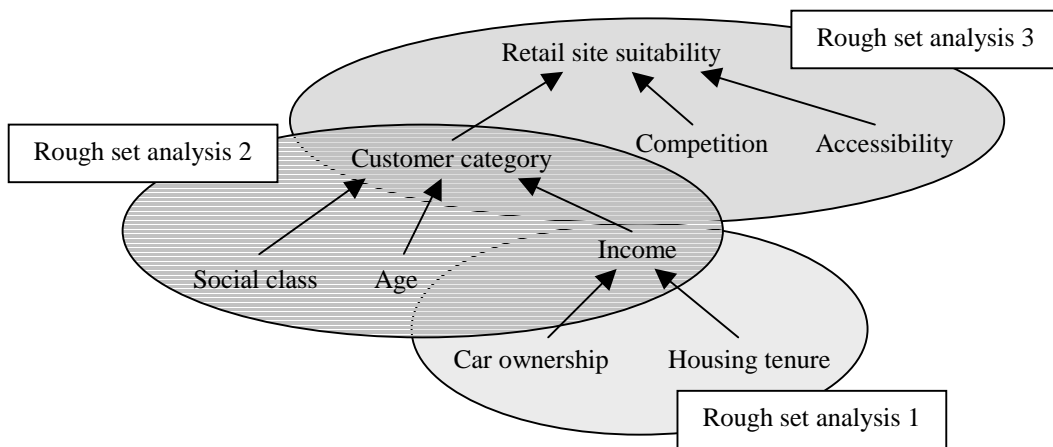 Rough set analysis 3
Retail site suitability
Rough set analysis 2
Competition
Accessibility
Customer category
Income
Social class
Age
Car ownership
Housing tenure
Rough set analysis 1